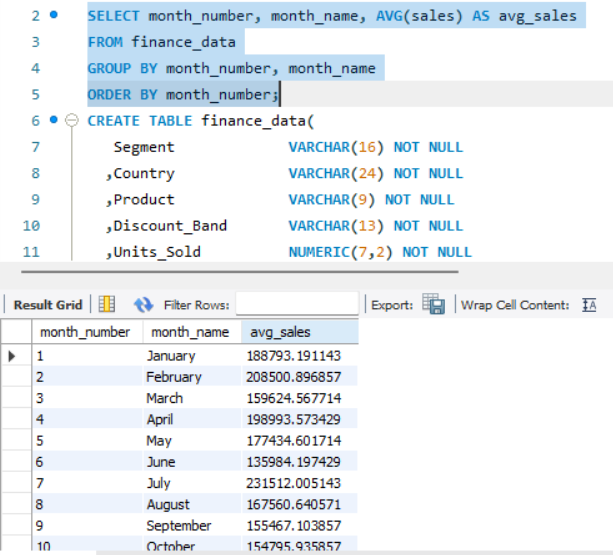 2 SELECT month_number, month_name, AVG(sales) AS avg_sales
3 FROM finance_data
4 GROUP BY month_number, month_name
5 ORDER BY month_number;
6 CREATE TABLE finance_data(
7 Segment VARCHAR(16) NOT NULL
8 ,Country VARCHAR(24) NOT NULL
9 ,Product VARCHAR(9) NOT NULL
10 ,Discount_Band VARCHAR(13) NOT NULL
11 ,Units_Sold NUMERIC(7,2) NOT NULL
Result Grid Filter Rows: Export: Wrap Cell Content: IA
month_number month_name avg_sales
1 January 188793.191143
2 February 208500.896857
3 March 159624.567714
4 April 198993.573429
5 May 177434.601714
6 June 135984.197429
7 July 231512.005143
8 August 167560.640571
9 September 155467.103857
10 October 154795.935857